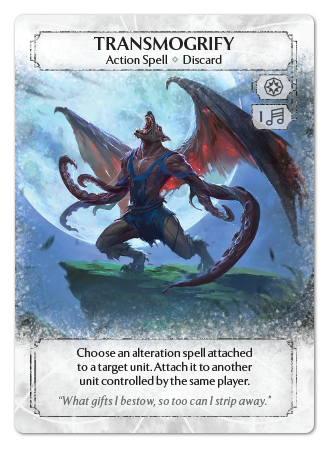 TRANSMOGRIFY
Action Spell ◇ Discard
1
Choose an alteration spell attached
to a target unit. Attach it to another
unit controlled by the same player.
"What gifts I bestow, so too can I strip away."